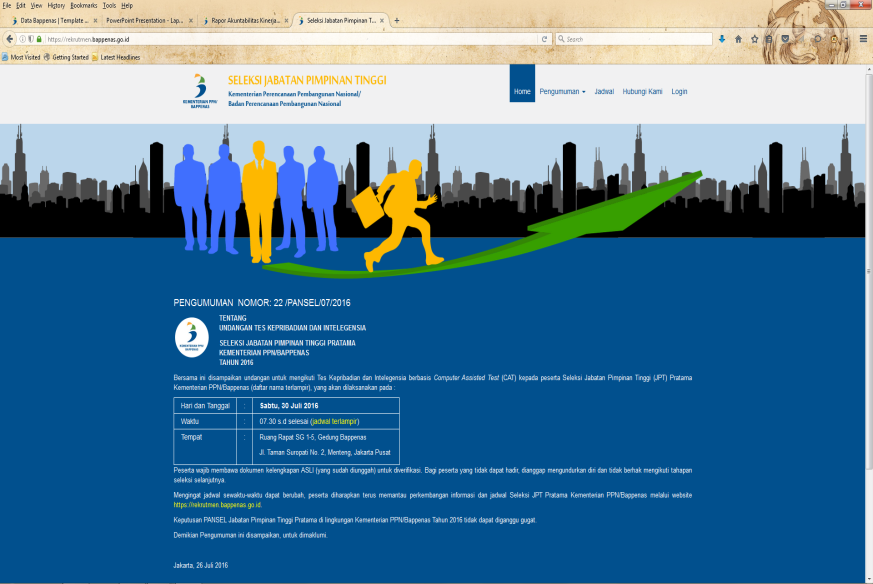 File Edit View History Bookmarks Tools Help
Data Bappenas | Template ... × PowerPoint Presentation - Lap... × Rapor Akuntabilitas Kinerja... × Seleksi Jabatan Pimpinan T... × +
https://rekrutmen.bappenas.go.id Search
Most Visited Getting Started Latest Headlines
SELEKSI JABATAN PIMPINAN TINGGI
Kementerian Perencanaan Pembangunan Nasional/
Badan Perencanaan Pembangunan Nasional
KEMENTERIAN PPN/
BAPPENAS
Home Pengumuman Jadwal Hubungi Kami Login
PENGUMUMAN NOMOR: 22 /PANSEL/07/2016
TENTANG
UNDANGAN TES KEPRIBADIAN DAN INTELEGENSIA
SELEKSI JABATAN PIMPINAN TINGGI PRATAMA
KEMENTERIAN PPN/BAPPENAS
TAHUN 2016
KEMENTERIAN PPN/
BAPPENAS
Bersama ini disampaikan undangan untuk mengikuti Tes Kepribadian dan Intelegensia berbasis Computer Assisted Test (CAT) kepada peserta Seleksi Jabatan Pimpinan Tinggi (JPT) Pratama
Kementerian PPN/Bappenas (daftar nama terlampir), yang akan dilaksanakan pada :
Hari dan Tanggal : Sabtu, 30 Juli 2016
Waktu : 07.30 s.d selesai (jadwal terlampir)
Tempat : Ruang Rapat SG 1-5, Gedung Bappenas
Jl. Taman Suropati No. 2, Menteng, Jakarta Pusat
Peserta wajib membawa dokumen kelengkapan ASLI (yang sudah diunggah) untuk diverifikasi. Bagi peserta yang tidak dapat hadir, dianggap mengundurkan diri dan tidak berhak mengikuti tahapan
seleksi selanjutnya.
Mengingat jadwal sewaktu-waktu dapat berubah, peserta diharapkan terus memantau perkembangan informasi dan jadwal Seleksi JPT Pratama Kementerian PPN/Bappenas melalui website
https://rekrutmen.bappenas.go.id.
Keputusan PANSEL Jabatan Pimpinan Tinggi Pratama di lingkungan Kementerian PPN/Bappenas Tahun 2016 tidak dapat diganggu gugat.
Demikian Pengumuman ini disampaikan, untuk dimaklumi.
Jakarta, 26 Juli 2016